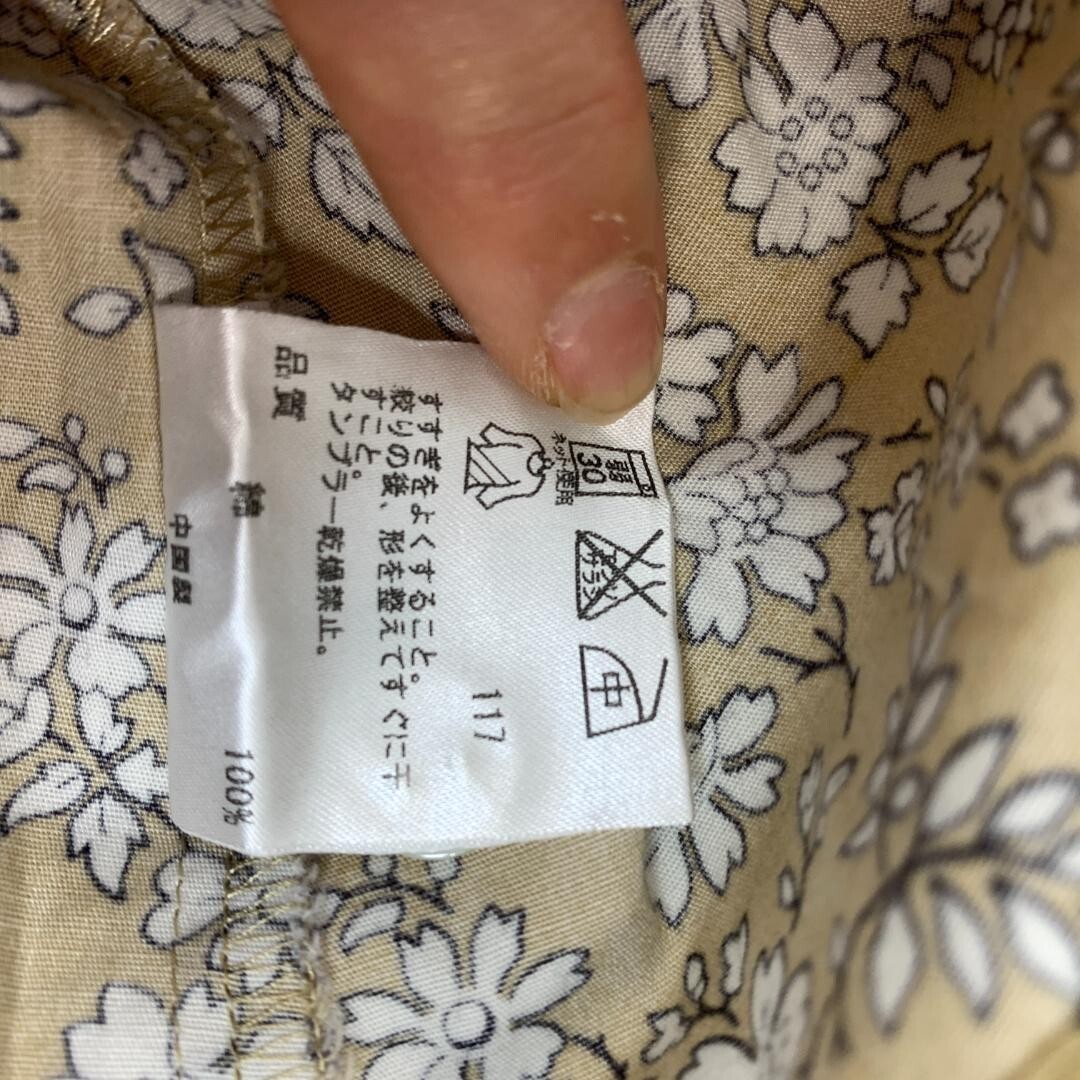 弱
30
中
ネット使用
117
すすぎをよくすること。
絞りの後、形を整えてすぐに干
すこと
タンブラー乾燥禁止。
品質
綿 100%
中国製